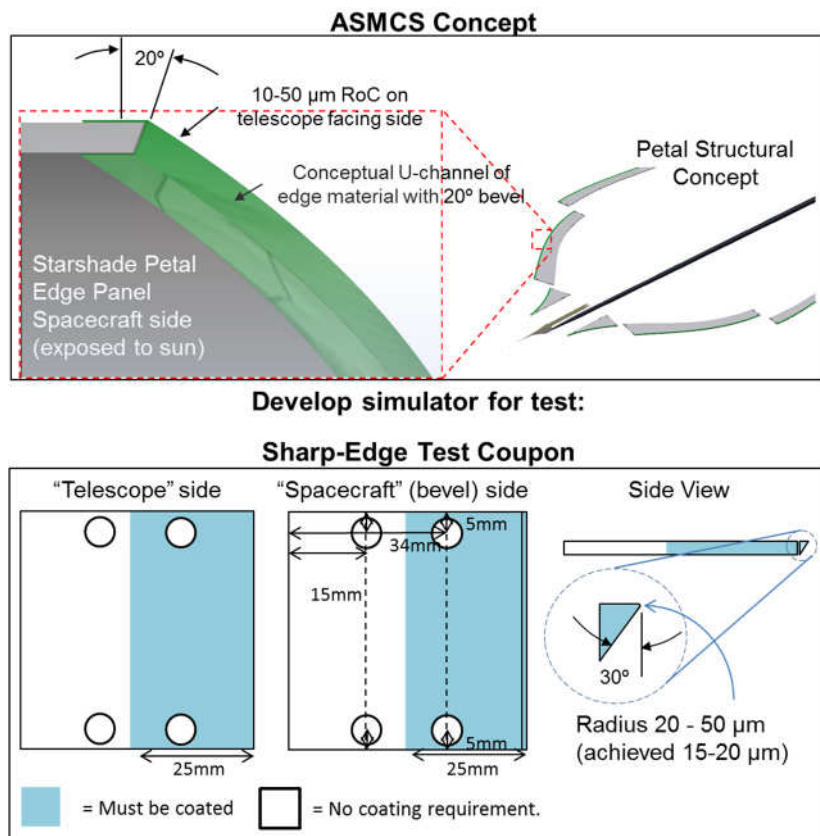 ASMCS Concept
20º
10-50 µm RoC on
telescope facing side
Conceptual U-channel of
edge material with 20º bevel
Petal Structural
Concept
Starshade Petal
Edge Panel
Spacecraft side
(exposed to sun)
Develop simulator for test:
Sharp-Edge Test Coupon
“Telescope” side
“Spacecraft” (bevel) side
Side View
5mm
34mm
15mm
30º
5mm
25mm
25mm
Radius 20 - 50 µm
(achieved 15-20 µm)
= Must be coated
= No coating requirement.